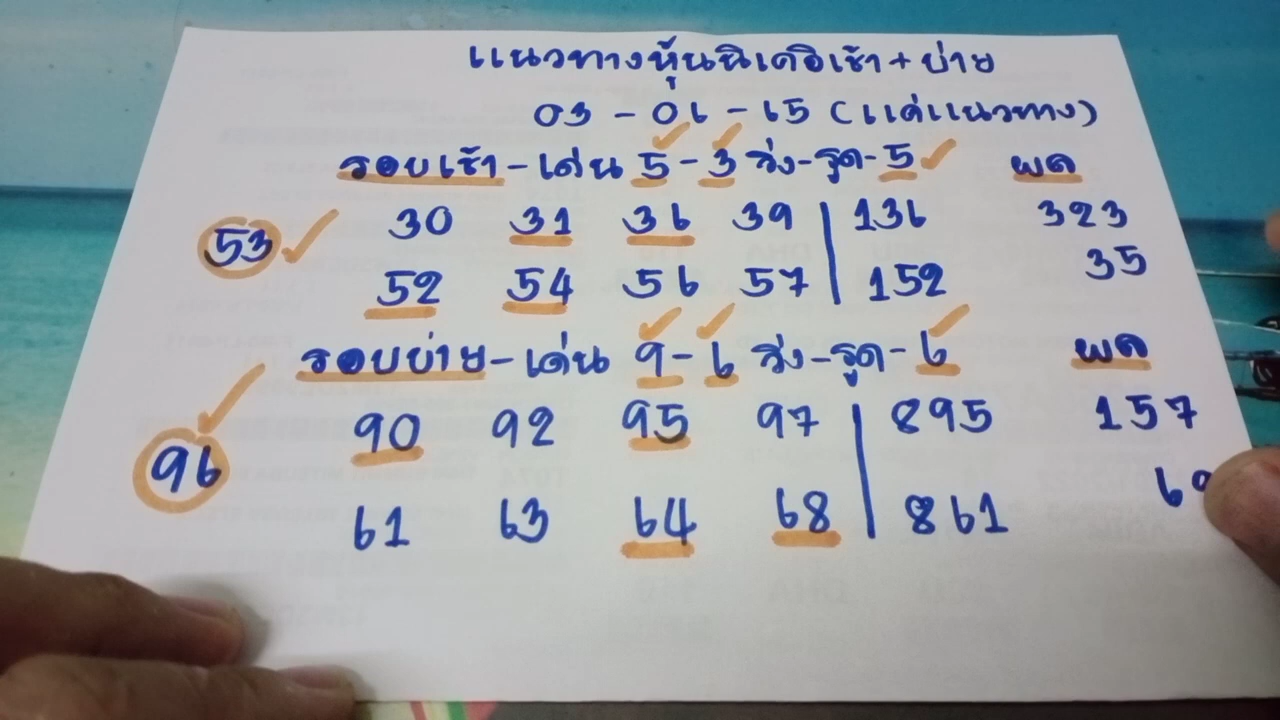 แนวทางหุ้นนิเคอิเช้า + บ่าย
03 - 06 - 65 (แค่แนวทาง)
รอบเช้า - เด่น 5 - 3 วิ่ง - รูด - 5 ผล
53 30 31 36 39 136 323
52 54 56 57 152 35
รอบบ่าย - เด่น 9 - 6 วิ่ง - รูด - 6 ผล
90 92 95 97 895 157
96
61 63 64 68 861